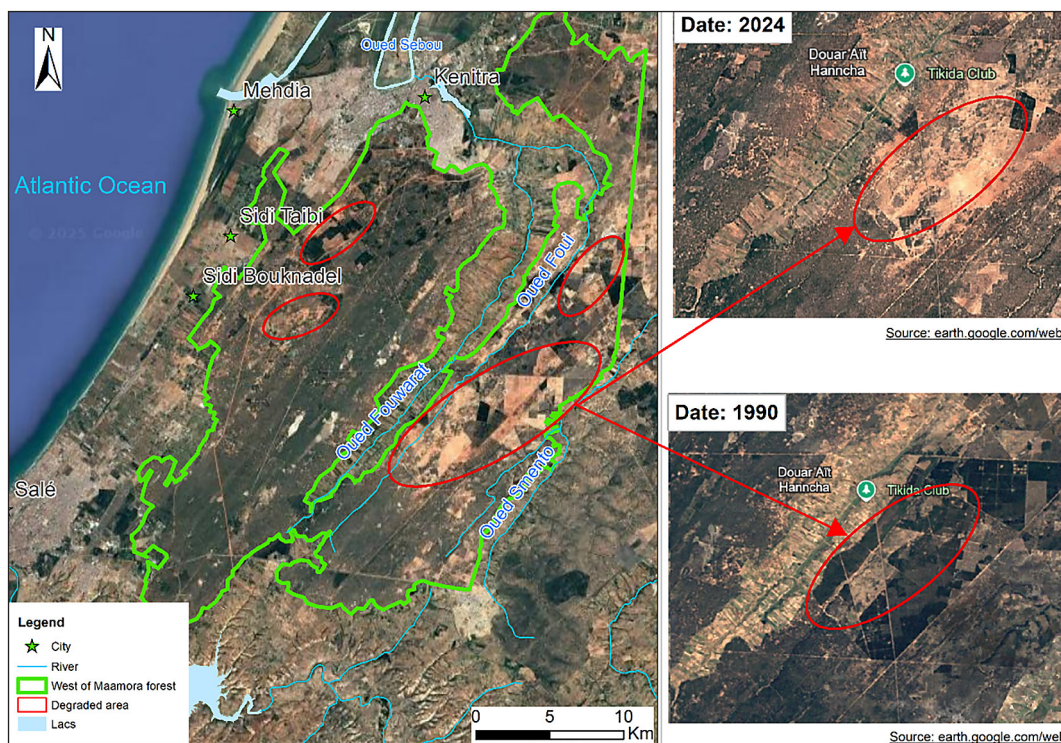 N
Oued Sebou
Mehdia
Kenitra
Atlantic Ocean
© 2025 Google
Sidi Taibi
Sidi Bouknadel
Oued Foui
Oued Fouwarat
Oued Smento
Salé
Legend
City
River
West of Maamora forest
Degraded area
Lacs
0 5 10
Km
Date: 2024
Douar Aït
Hanncha
Tikida Club
Source: earth.google.com/web
Date: 1990
Douar Aït
Hanncha
Tikida Club
Source: earth.google.com/web